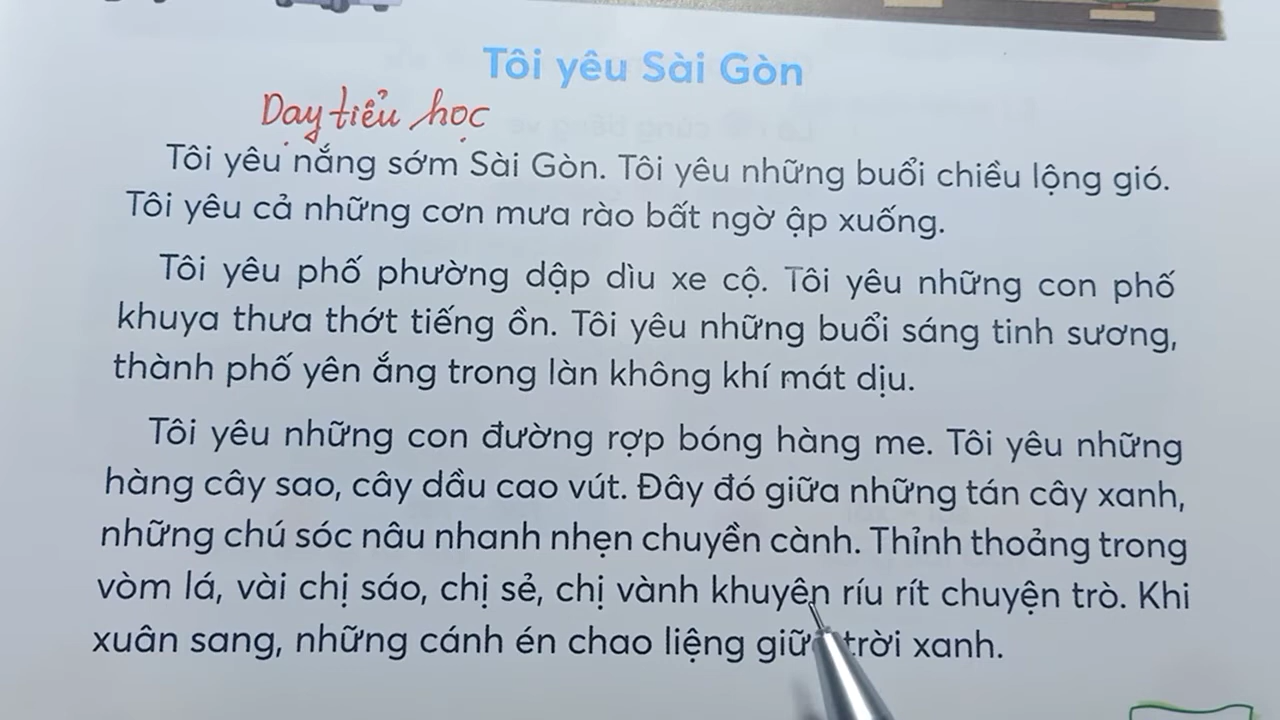 Tôi yêu Sài Gòn
Dạy tiểu học
Tôi yêu nắng sớm Sài Gòn. Tôi yêu những buổi chiều lộng gió.
Tôi yêu cả những cơn mưa rào bất ngờ ập xuống.
Tôi yêu phố phường dập dìu xe cộ. Tôi yêu những con phố
khuya thưa thớt tiếng ồn. Tôi yêu những buổi sáng tinh sương,
thành phố yên ắng trong làn không khí mát dịu.
Tôi yêu những con đường rợp bóng hàng me. Tôi yêu những
hàng cây sao, cây dầu cao vút. Đây đó giữa những tán cây xanh,
những chú sóc nâu nhanh nhẹn chuyền cành. Thỉnh thoảng trong
vòm lá, vài chị sáo, chị sẻ, chị vành khuyên ríu rít chuyện trò. Khi
xuân sang, những cánh én chao liệng giữa trời xanh.